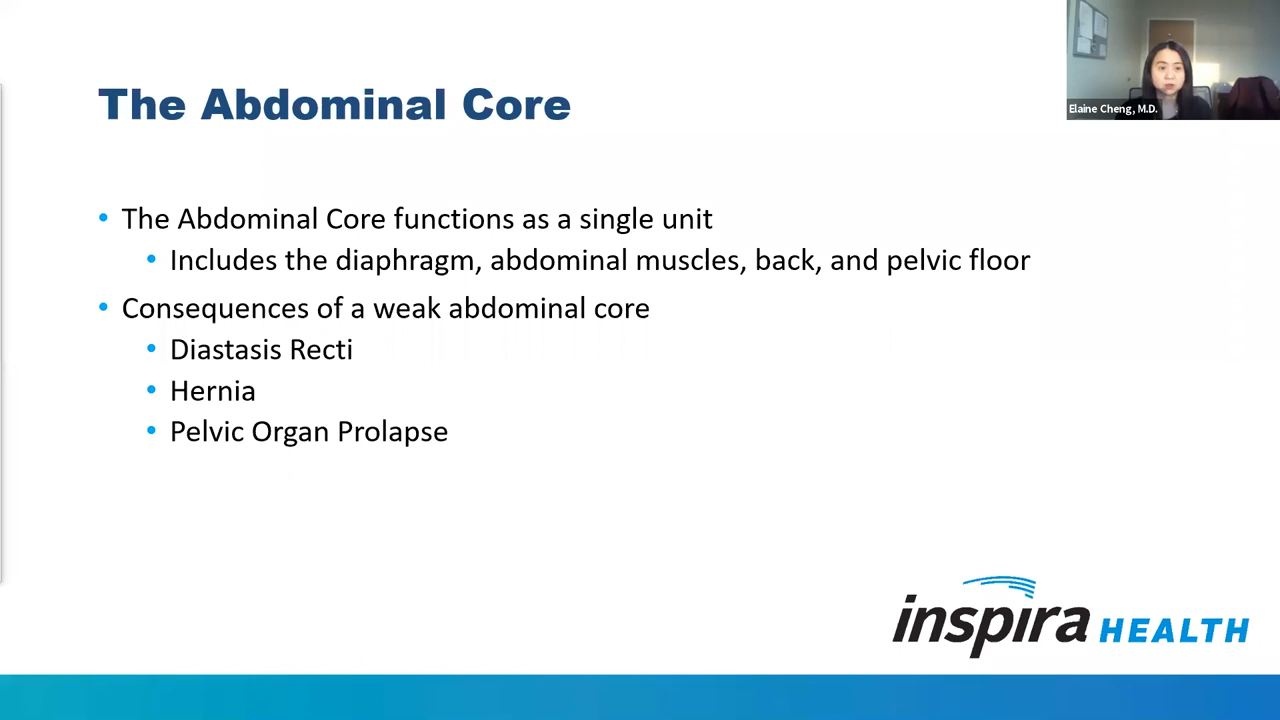 The Abdominal Core
Elaine Cheng, M.D.
• The Abdominal Core functions as a single unit
• Includes the diaphragm, abdominal muscles, back, and pelvic floor
• Consequences of a weak abdominal core
• Diastasis Recti
• Hernia
• Pelvic Organ Prolapse
inspira HEALTH